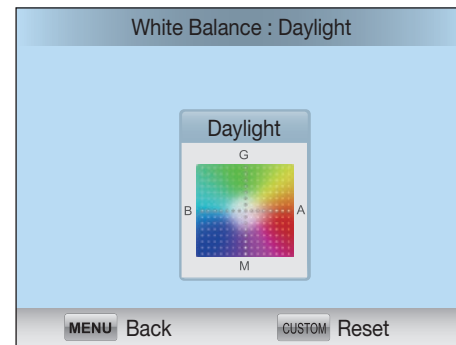 White Balance : Daylight
Daylight
G
B A
M
MENU Back CUSTOM Reset